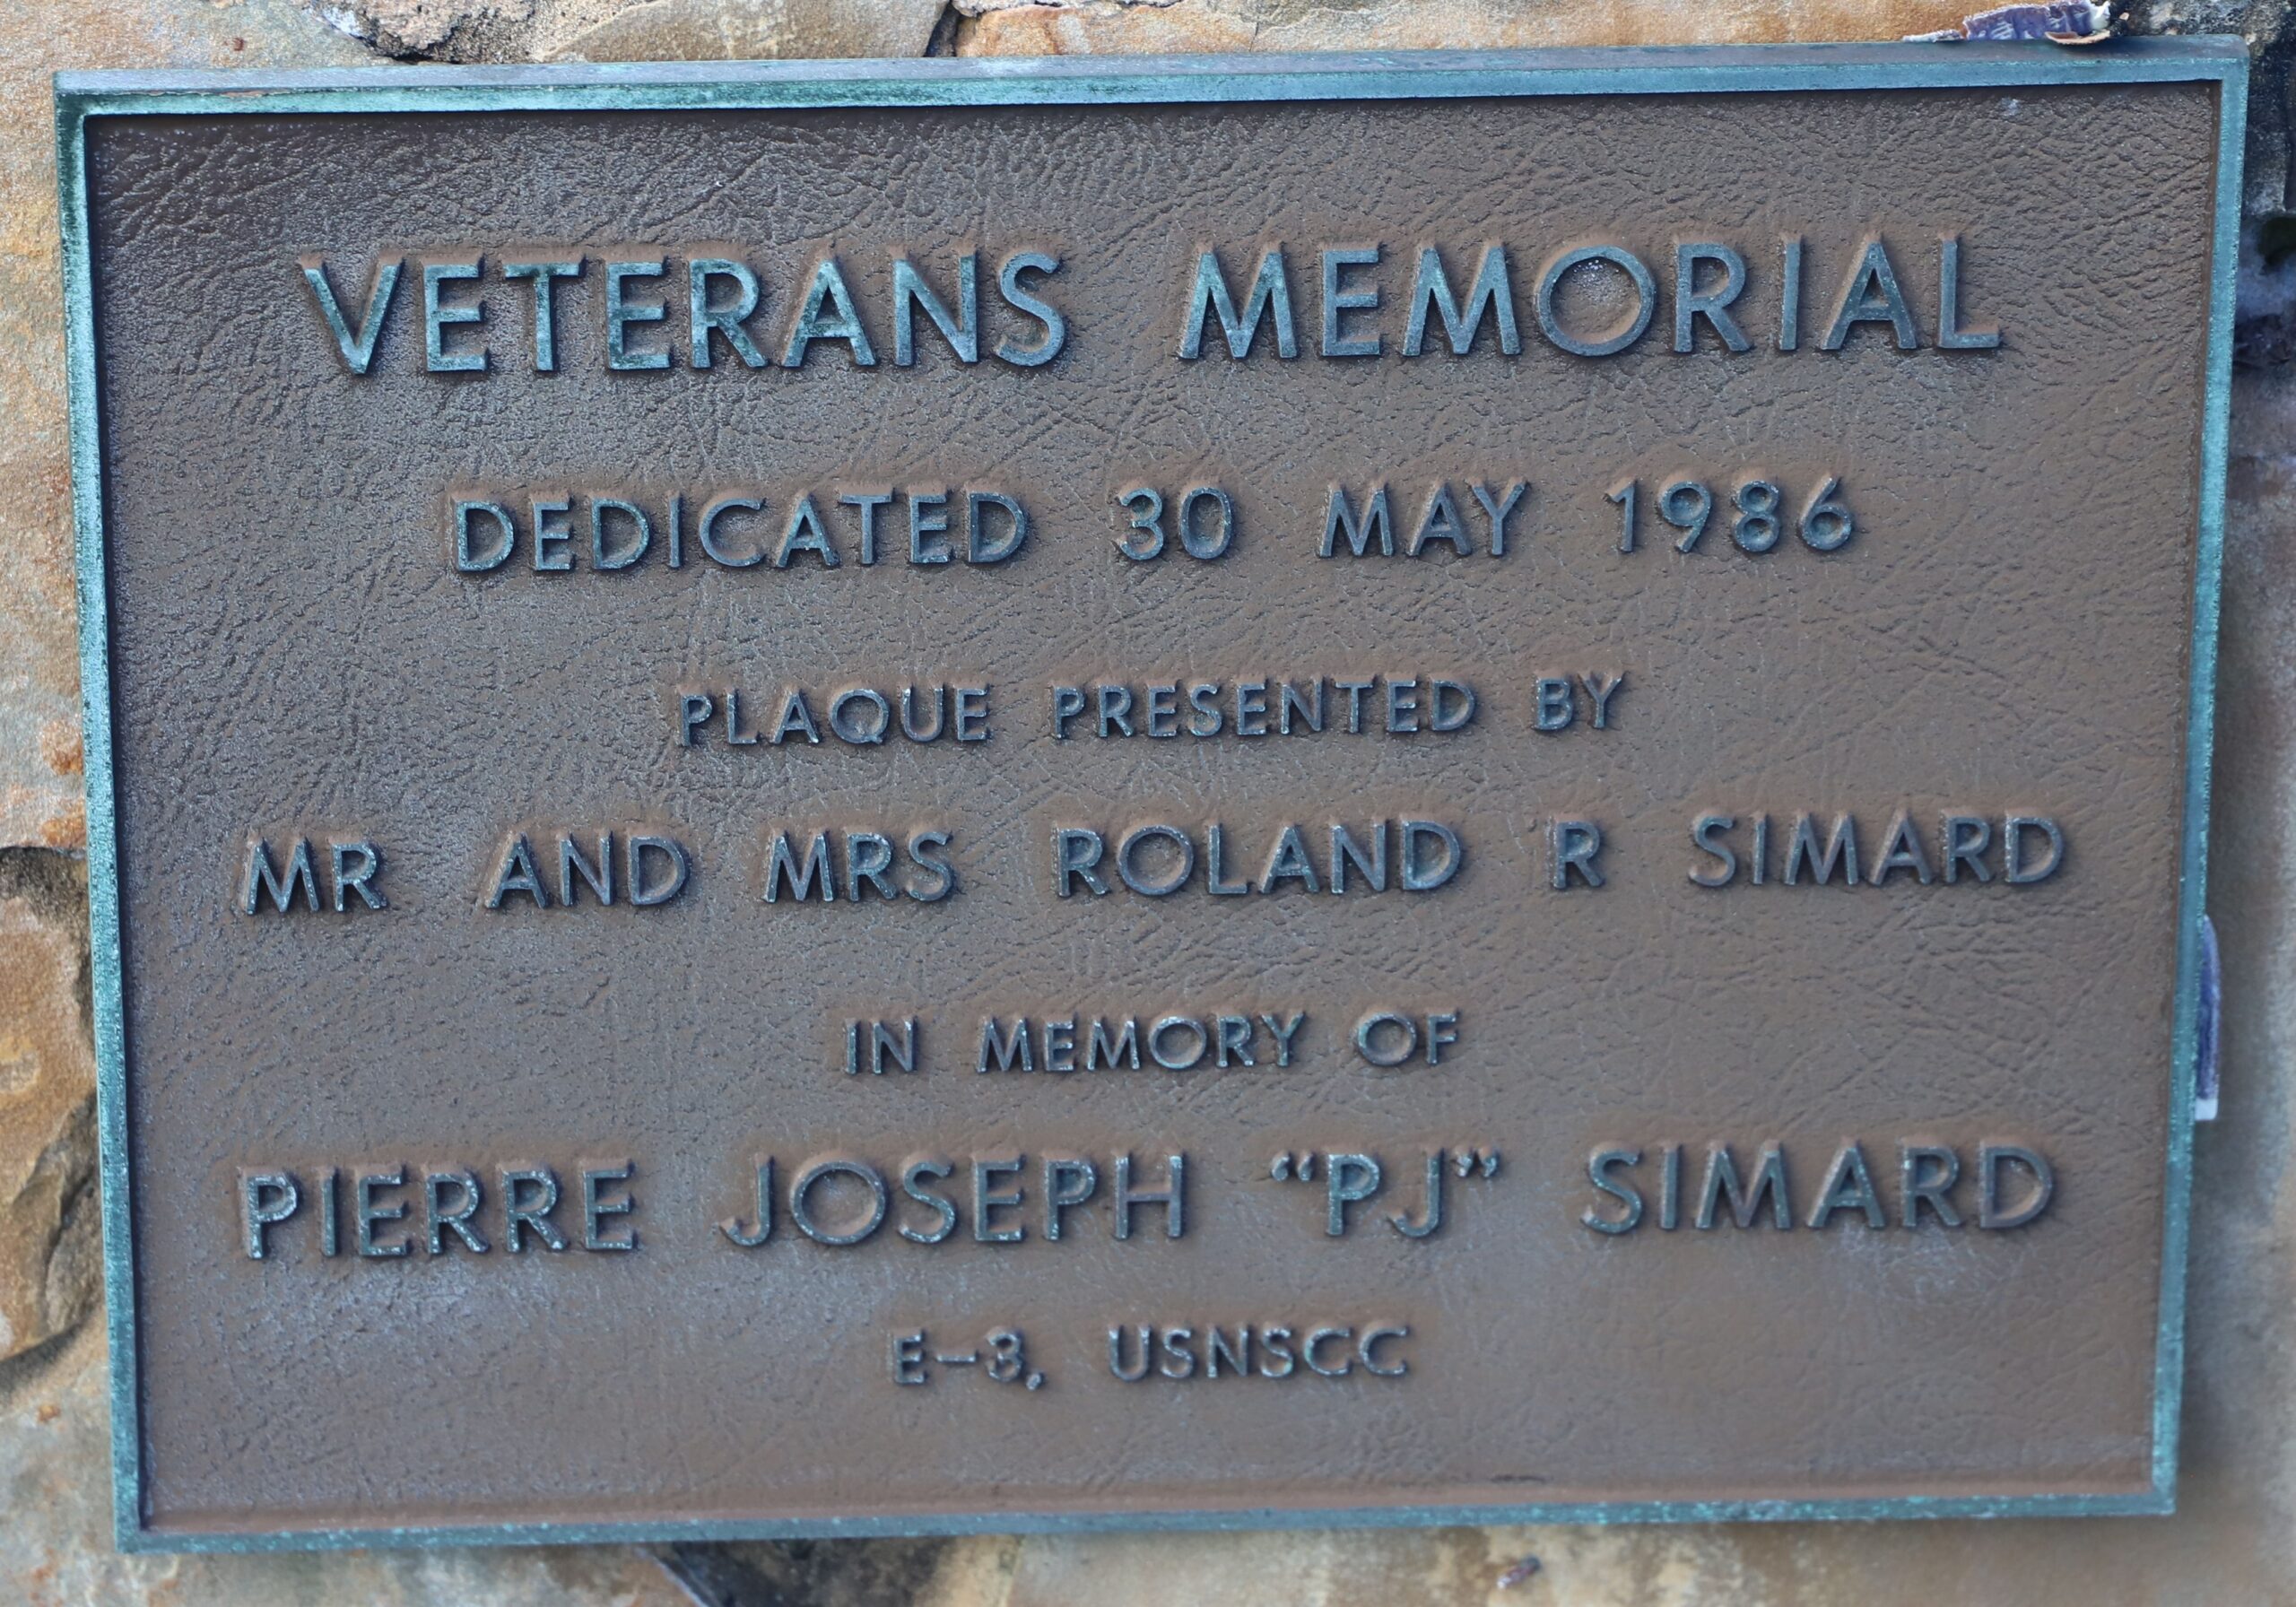 VETERANS MEMORIAL
DEDICATED 30 MAY 1986
PLAQUE PRESENTED BY
MR AND MRS ROLAND R SIMARD
IN MEMORY OF
PIERRE JOSEPH “PJ” SIMARD
E-3, USNSCC